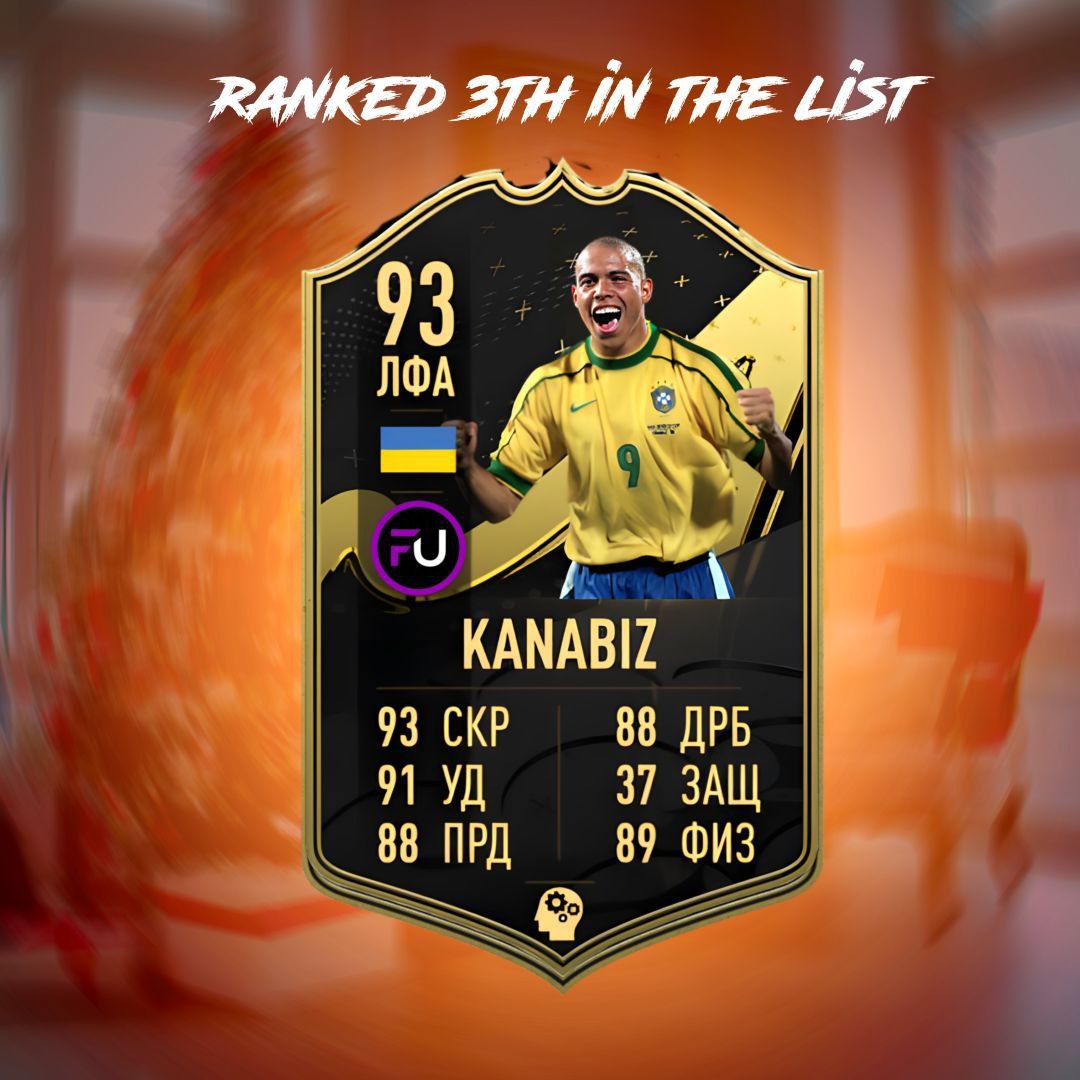 RANKED 3TH IN THE LIST
93
ЛФА
FU
9
KANABIZ
93 СКР
88 ДРБ
91 УД
37 ЗАЩ
88 ПРД
89 ФИЗ